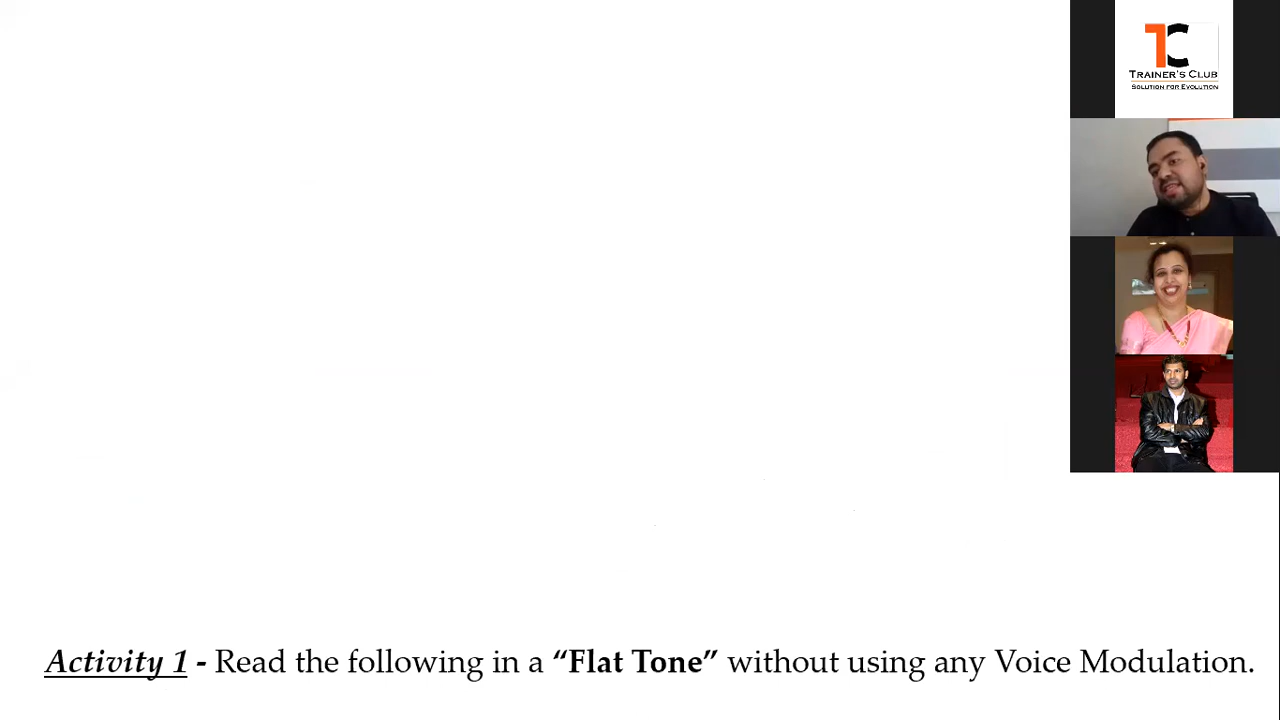 TC
TRAINER'S CLUB
SOLUTION FOR EVOLUTION
Activity 1 - Read the following in a “Flat Tone” without using any Voice Modulation.